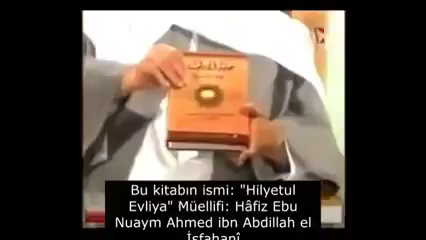 Bu kitabın ismi: "Hilyetul
Evliya" Müellifi: Hâfiz Ebu
Nuaym Ahmed ibn Abdillah el
İsfahanî